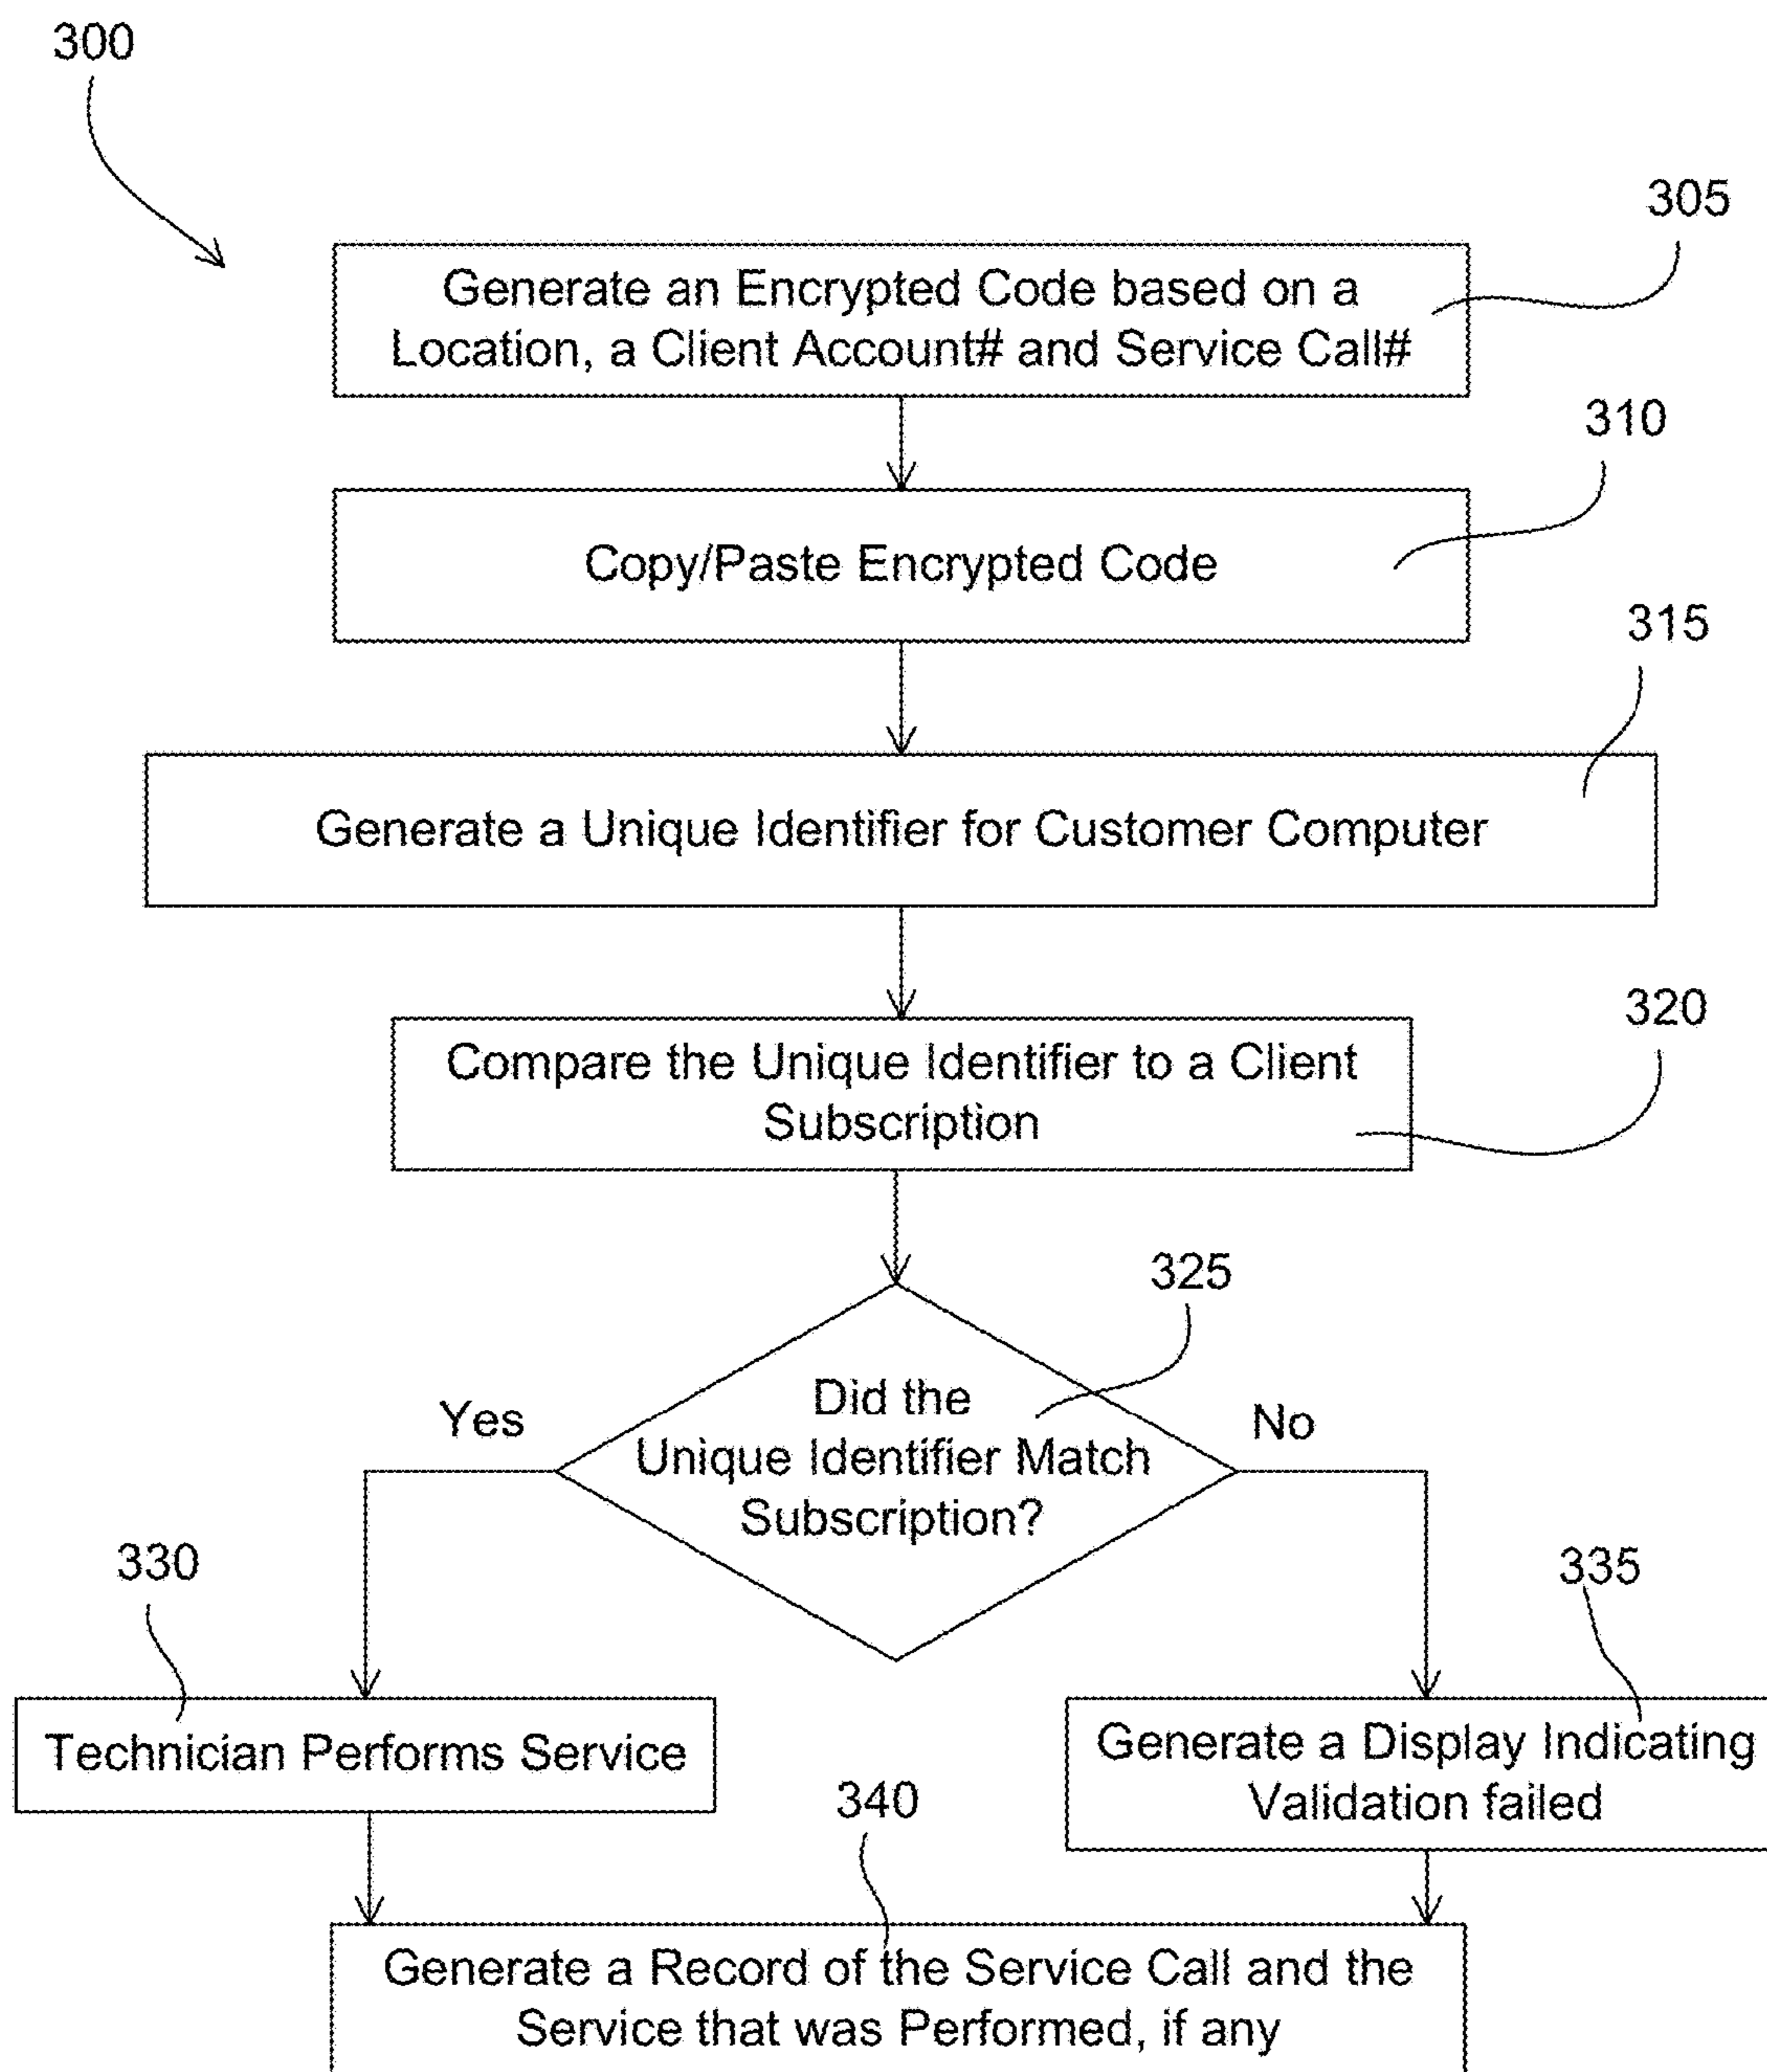 300
305
Generate an Encrypted Code based on a
Location, a Client Account# and Service Call#
310
Copy/Paste Encrypted Code
315
Generate a Unique Identifier for Customer Computer
320
Compare the Unique Identifier to a Client
Subscription
325
Did the
Unique Identifier Match
Subscription?
Yes
No
330
Technician Performs Service
335
Generate a Display Indicating
Validation failed
340
Generate a Record of the Service Call and the
Service that was Performed, if any